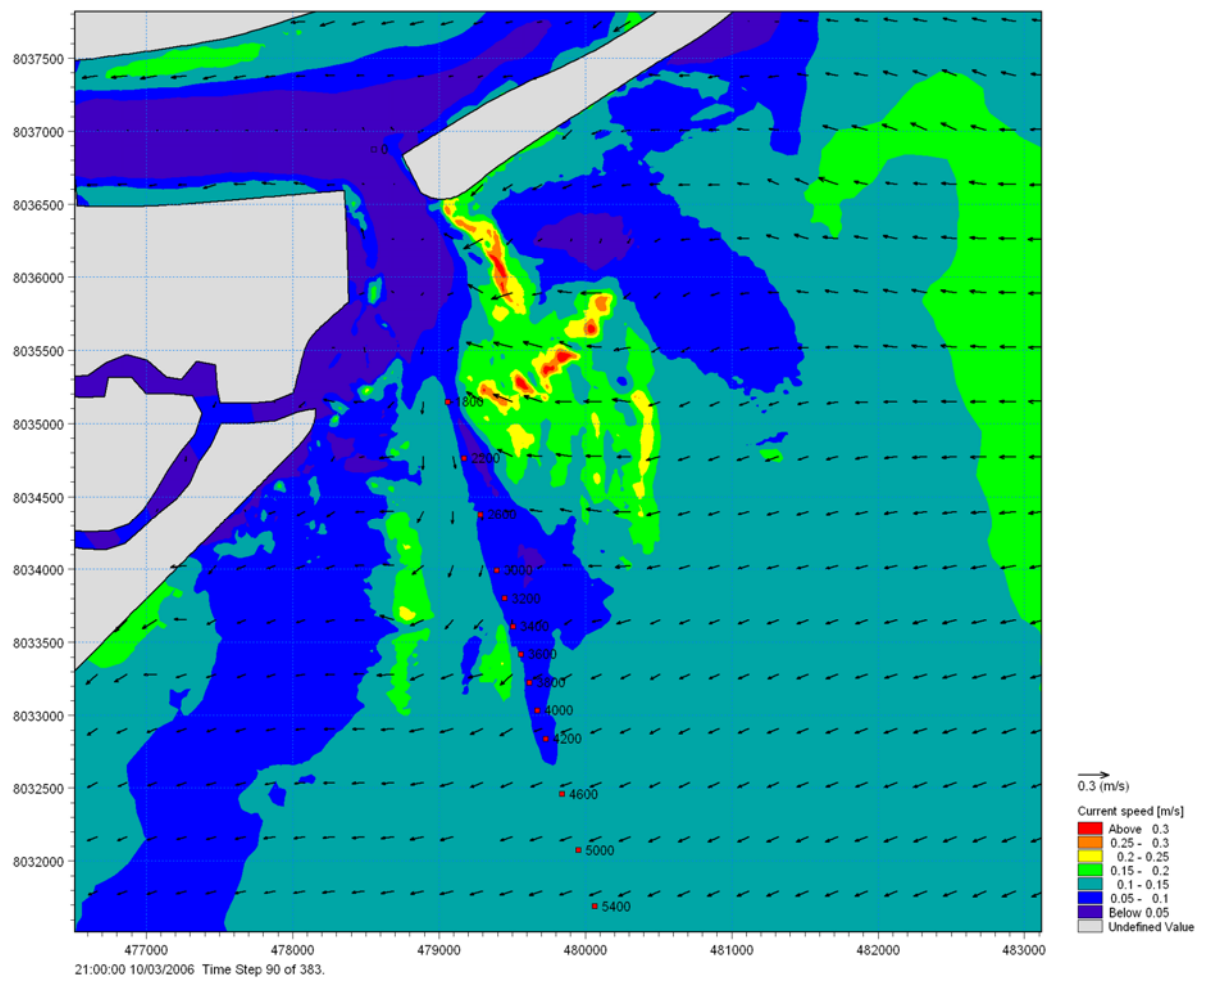 8037500
8037000
0
8036500
8036000
8035500
1800
8035000
2200
8034500
2600
8034000
3000
3200
3400
8033500
3600
3800
8033000
4000
4200
8032500
4600
5000
8032000
5400
477000 478000 479000 480000 481000 482000 483000
21:00:00 10/03/2006 Time Step 90 of 383.
0.3 (m/s)
Current speed [m/s]
Above 0.3
0.25 - 0.3
0.2 - 0.25
0.15 - 0.2
0.1 - 0.15
0.05 - 0.1
Below 0.05
Undefined Value